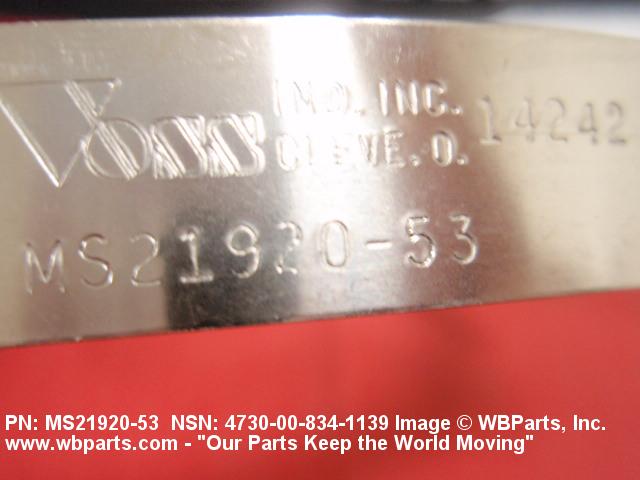 Voss IND. INC. 14242
CLEVE. O.
MS21920-53
PN: MS21920-53 NSN: 4730-00-834-1139 Image © WBParts, Inc.
www.wbparts.com - "Our Parts Keep the World Moving"